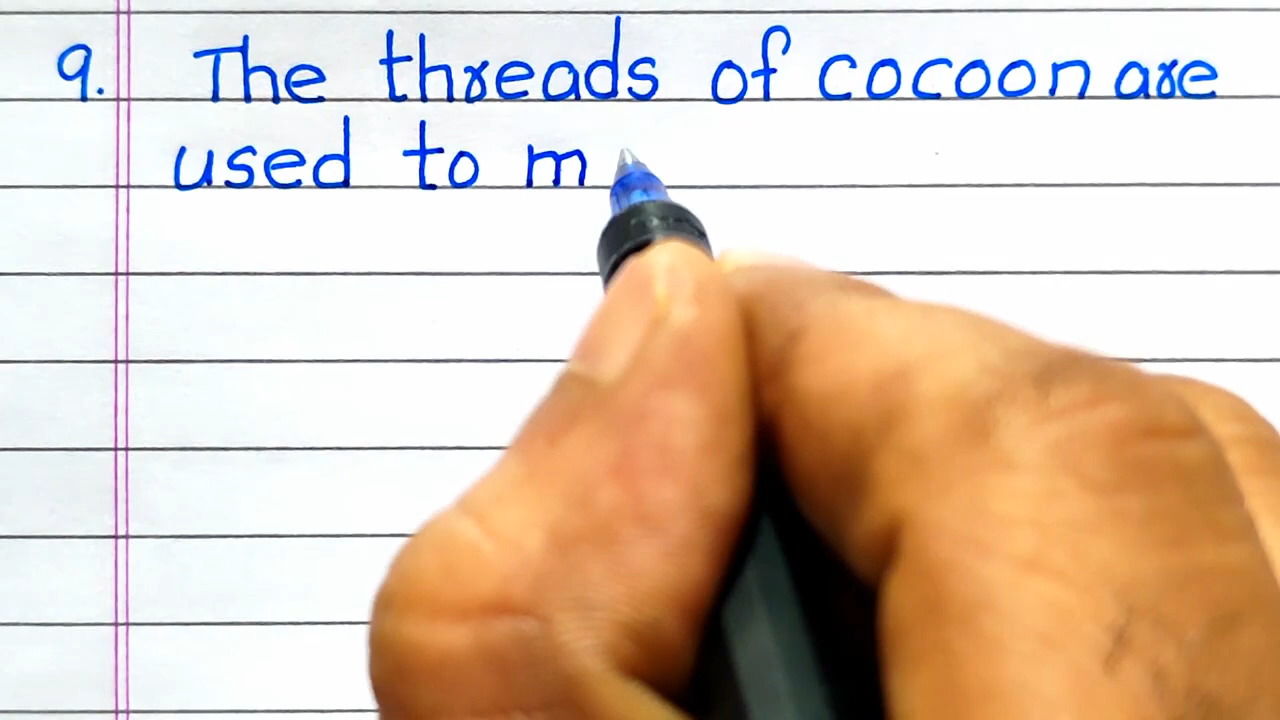 9. The threads of cocoon are
used to m